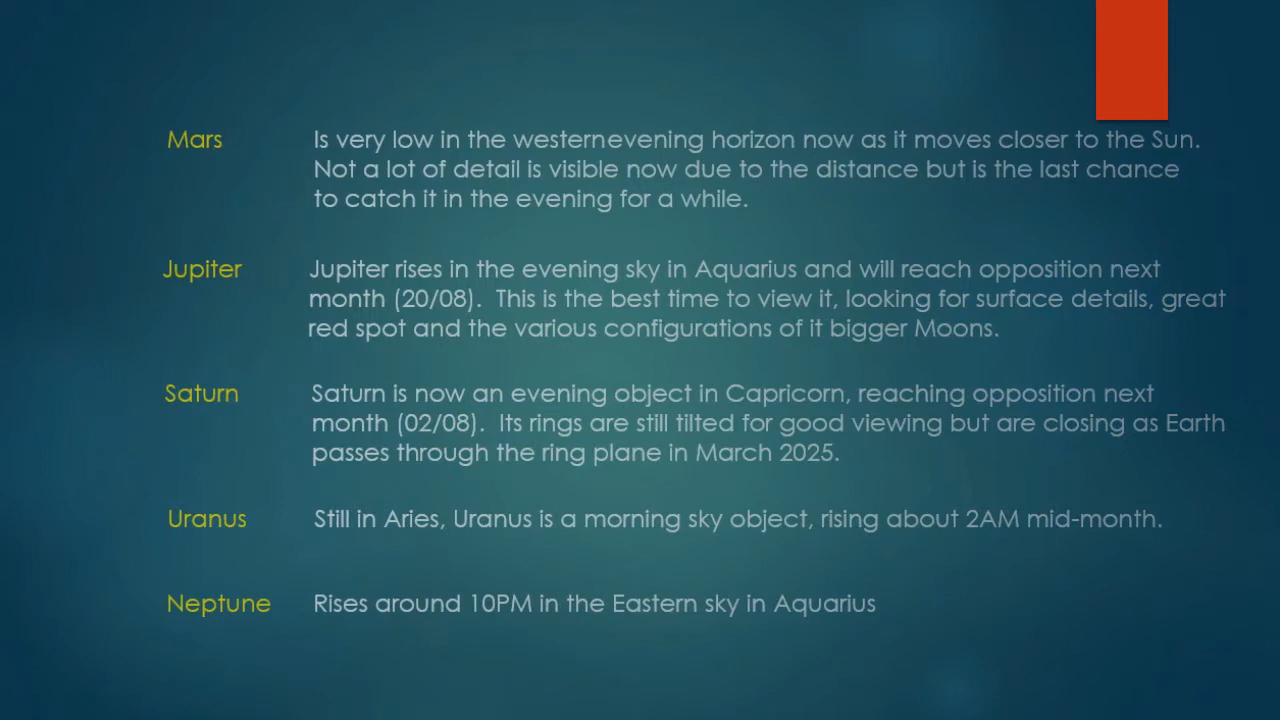 Mars Is very low in the western evening horizon now as it moves closer to the Sun.
Not a lot of detail is visible now due to the distance but is the last chance
to catch it in the evening for a while.
Jupiter Jupiter rises in the evening sky in Aquarius and will reach opposition next
month (20/08). This is the best time to view it, looking for surface details, great
red spot and the various configurations of it bigger Moons.
Saturn Saturn is now an evening object in Capricorn, reaching opposition next
month (02/08). Its rings are still tilted for good viewing but are closing as Earth
passes through the ring plane in March 2025.
Uranus Still in Aries, Uranus is a morning sky object, rising about 2AM mid-month.
Neptune Rises around 10PM in the Eastern sky in Aquarius